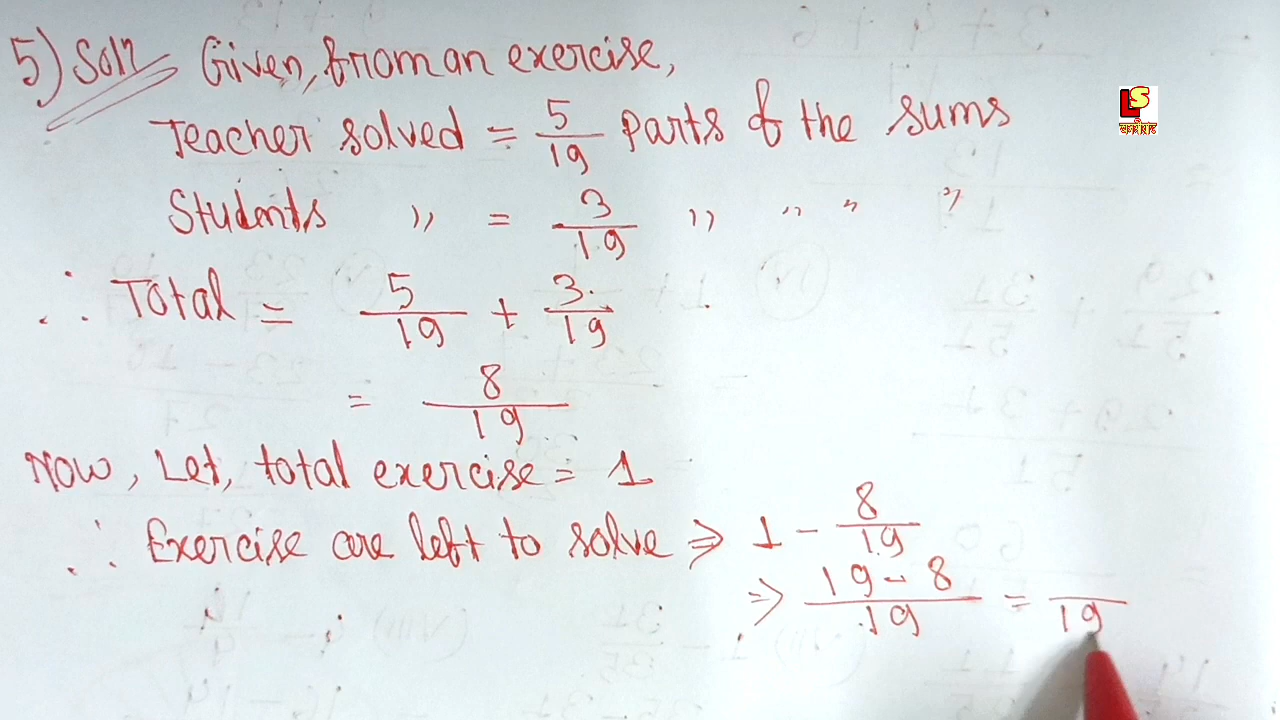 5) Soln Given, from an exercise,
Teacher solved = 5/19 parts of the sums
Students ,, = 3/19 ,, ,, ,, ,,
∴ Total = 5/19 + 3/19
= 8/19
Now, Let, total exercise = 1
∴ Exercise are left to solve ⇒ 1 - 8/19
⇒ 19-8/19 = /19
LS